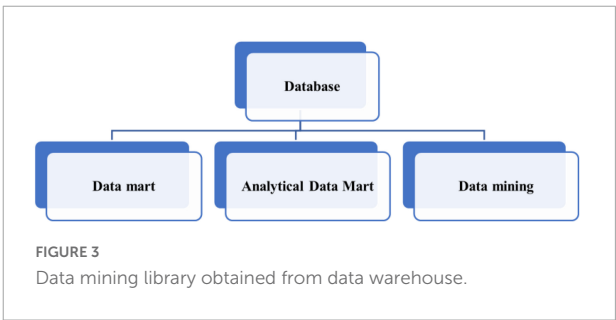 Database
Data mart
Analytical Data Mart
Data mining
FIGURE 3
Data mining library obtained from data warehouse.